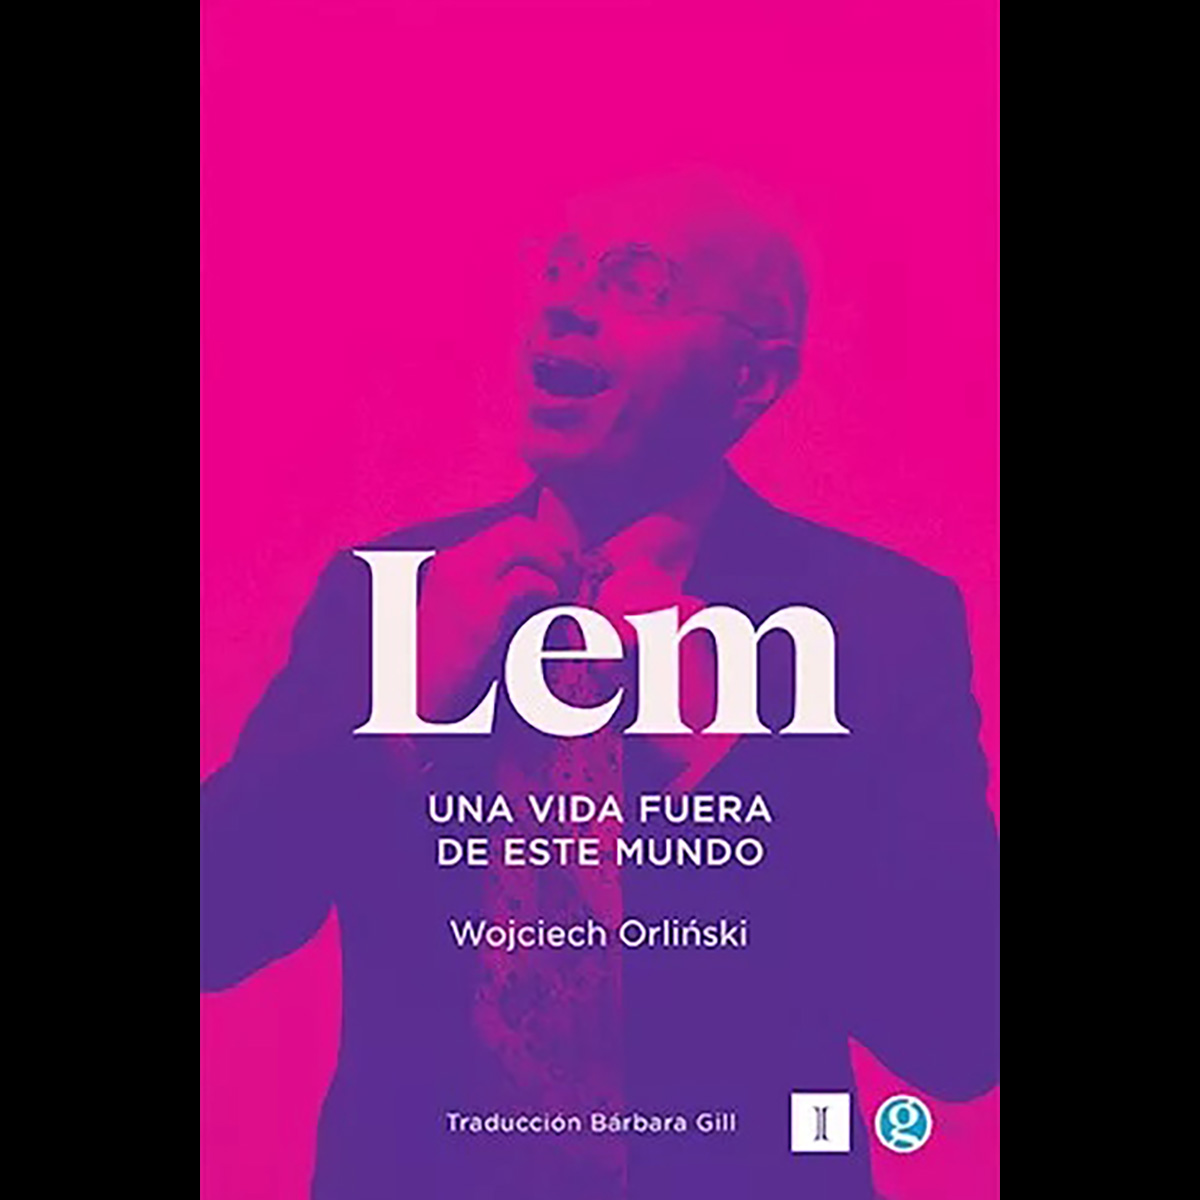 Lem
UNA VIDA FUERA
DE ESTE MUNDO
Wojciech Orliński
Traducción Bárbara Gill
I
g